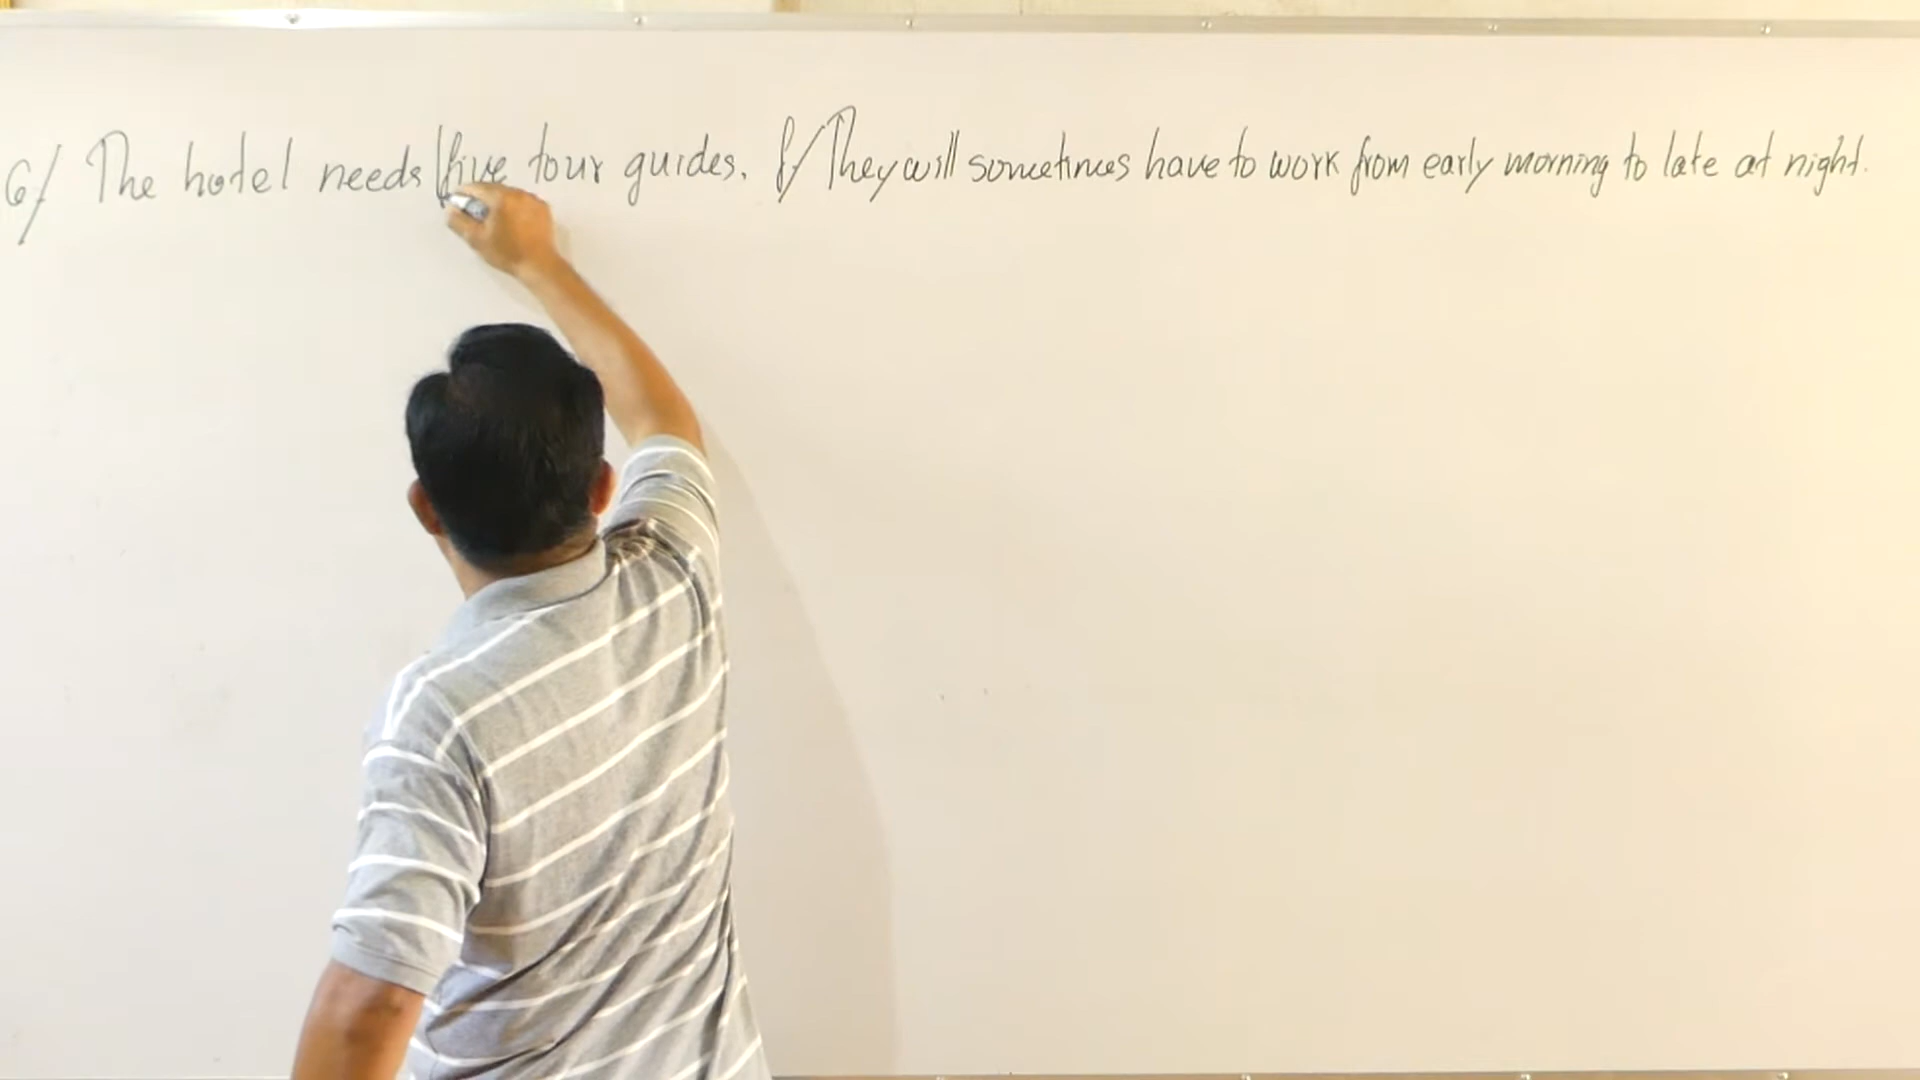 6/ The hotel needs five tour guides. f/ They will sometimes have to work from early morning to late at night.